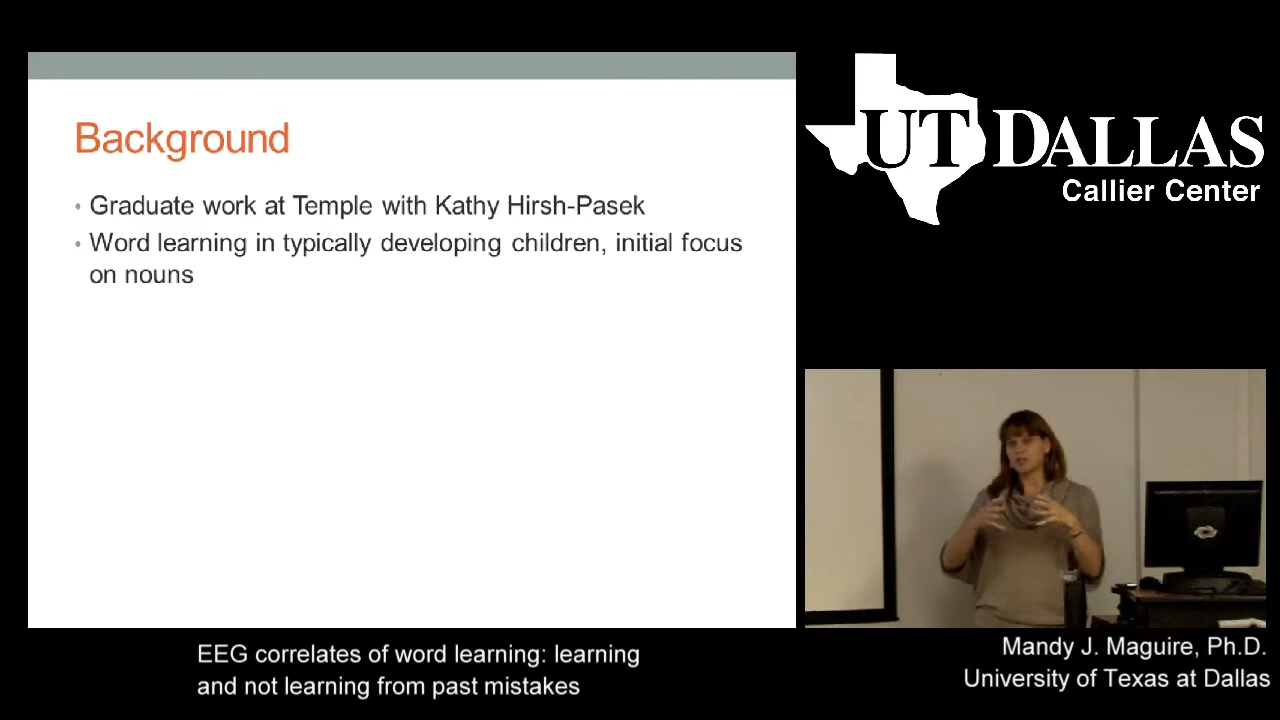 Background
• Graduate work at Temple with Kathy Hirsh-Pasek
• Word learning in typically developing children, initial focus
on nouns
UT DALLAS
Callier Center
EEG correlates of word learning: learning
and not learning from past mistakes
Mandy J. Maguire, Ph.D.
University of Texas at Dallas